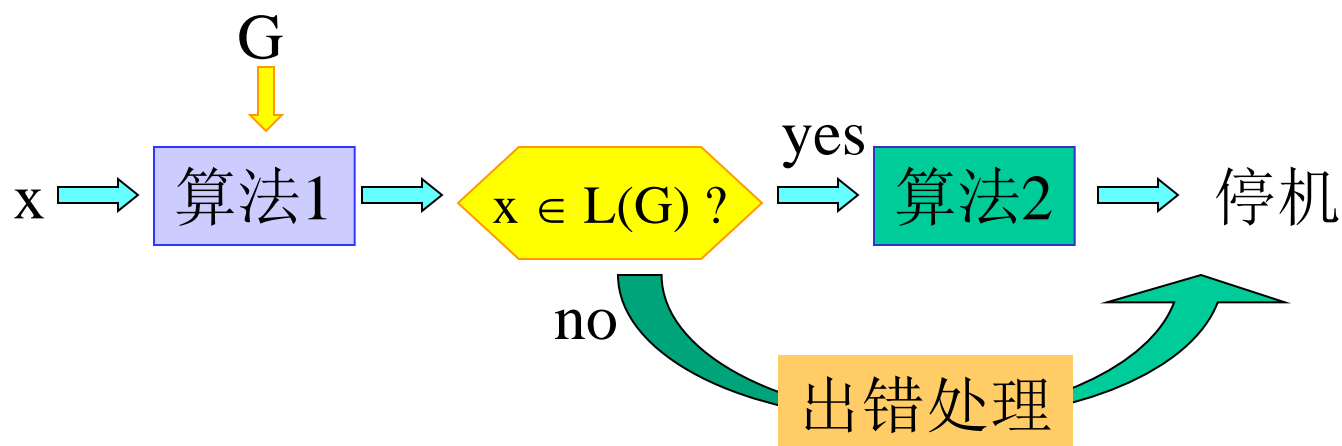 G
x
算法1
x ∈ L(G) ?
yes
算法2
停机
no
出错处理